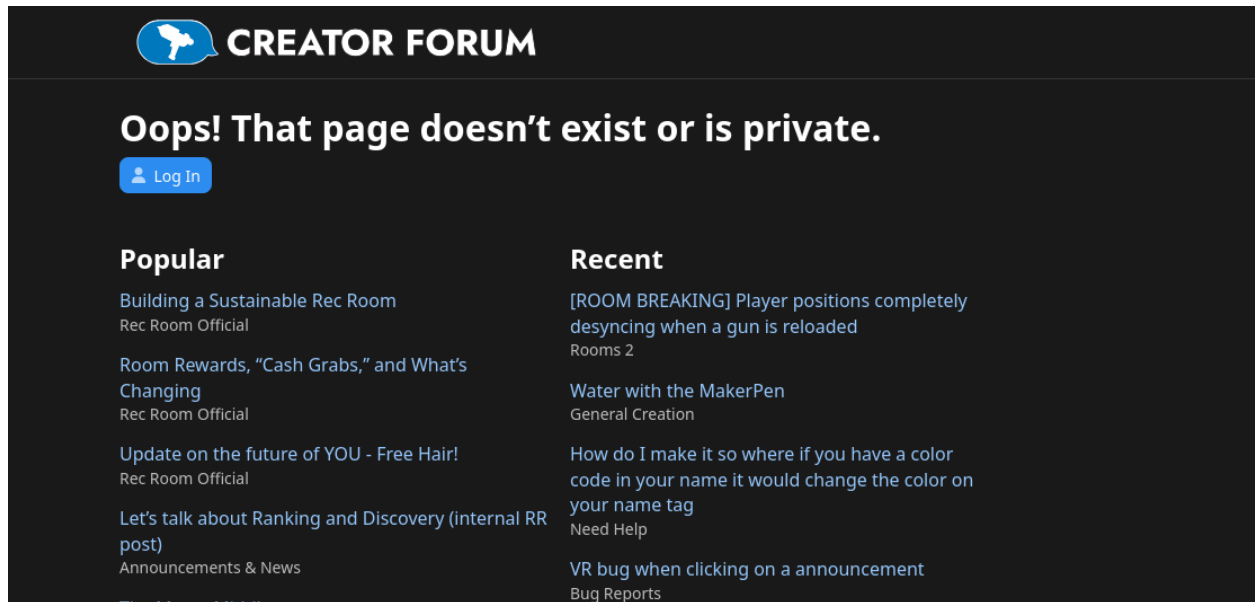 CREATOR FORUM
Oops! That page doesn’t exist or is private.
Log In
Popular
Building a Sustainable Rec Room
Rec Room Official
Room Rewards, “Cash Grabs,” and What’s
Changing
Rec Room Official
Update on the future of YOU - Free Hair!
Rec Room Official
Let’s talk about Ranking and Discovery (internal RR
post)
Announcements & News
Recent
[ROOM BREAKING] Player positions completely
desyncing when a gun is reloaded
Rooms 2
Water with the MakerPen
General Creation
How do I make it so where if you have a color
code in your name it would change the color on
your name tag
Need Help
VR bug when clicking on a announcement
Bug Reports